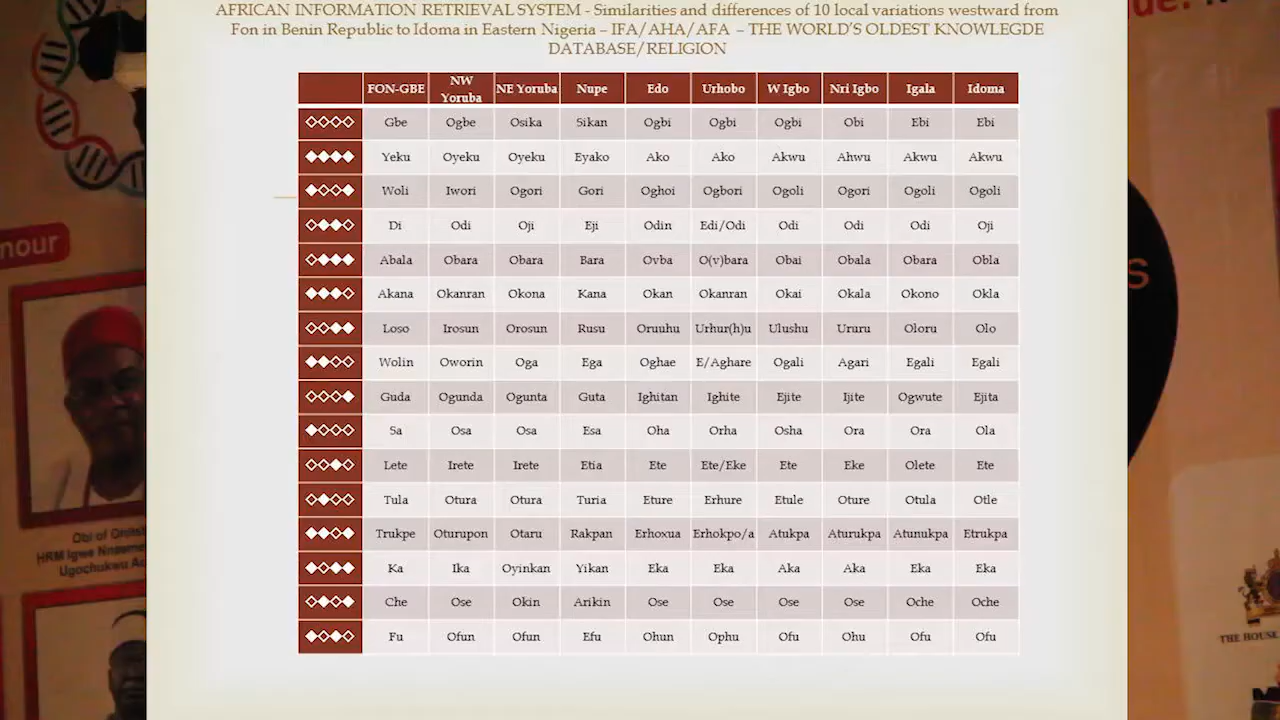 AFRICAN INFORMATION RETRIEVAL SYSTEM - Similarities and differences of 10 local variations westward from
Fon in Benin Republic to Idoma in Eastern Nigeria – IFA/AHA/AFA – THE WORLD'S OLDEST KNOWLEGDE
DATABASE/RELIGION
FON-GBE NW Yoruba NE Yoruba Nupe Edo Urhobo W Igbo Nri Igbo Igala Idoma
◇◇◇◇ Gbe Ogbe Osika Sikan Ogbi Ogbi Ogbi Obi Ebi Ebi
◆◆◆◆ Yeku Oyeku Oyeku Eyako Ako Ako Akwu Ahwu Akwu Akwu
◆◇◇◆ Woli Iwori Ogori Gori Oghoi Ogbori Ogoli Ogori Ogoli Ogoli
◇◆◆◇ Di Odi Oji Eji Odin Edi/Odi Odi Odi Odi Oji
◇◆◆◆ Abala Obara Obara Bara Ovba O(v)bara Obai Obala Obara Obla
◆◆◆◇ Akana Okanran Okona Kana Okan Okanran Okai Okala Okono Okla
◇◇◆◆ Loso Irosun Orosun Rusu Oruuhu Urhur(h)u Ulushu Ururu Oloru Olo
◆◆◇◇ Wolin Oworin Oga Ega Oghae E/Aghare Ogali Agari Egali Egali
◇◇◇◆ Guda Ogunda Ogunta Guta Ighitan Ighite Ejite Ijite Ogwute Ejita
◆◇◇◇ Sa Osa Osa Esa Oha Orha Osha Ora Ora Ola
◇◇◆◇ Lete Irete Irete Etia Ete Ete/Eke Ete Eke Olete Ete
◇◆◇◇ Tula Otura Otura Turia Eture Erhure Etule Oture Otula Otle
◆◆◇◆ Trukpe Oturupon Otaru Rakpan Erhoxua Erhokpo/a Atukpa Aturukpa Atunukpa Etrukpa
◆◇◆◆ Ka Ika Oyinkan Yikan Eka Eka Aka Aka Eka Eka
◇◆◇◆ Che Ose Okin Arikin Ose Ose Ose Ose Oche Oche
◆◇◆◇ Fu Ofun Ofun Efu Ohun Ophu Ofu Ohu Ofu Ofu
nour
Obi of
HRM Igwe
Ugochukwu
THE HOUSE